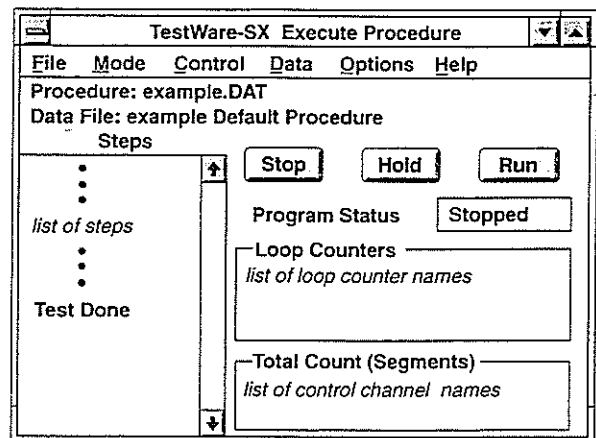 TestWare-SX Execute Procedure
File Mode Control Data Options Help
Procedure: example.DAT
Data File: example Default Procedure
Steps
Stop Hold Run
list of steps
Program Status Stopped
Loop Counters
list of loop counter names
Test Done
Total Count (Segments)
list of control channel names